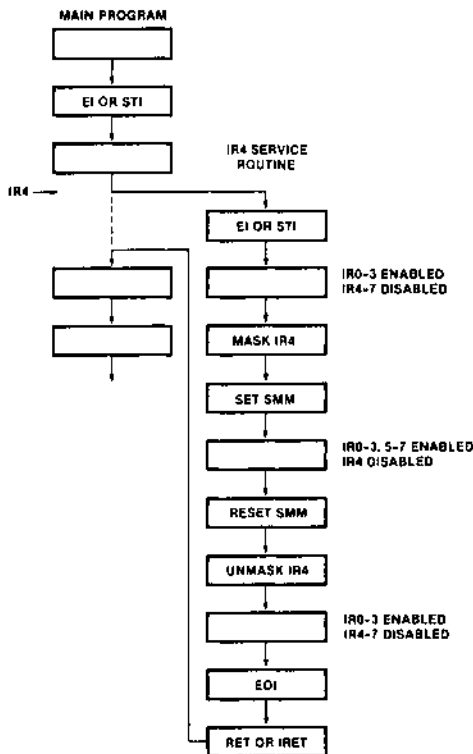 MAIN PROGRAM
EI OR STI
IR4
IR4 SERVICE
ROUTINE
EI OR STI
IR0-3 ENABLED
IR4-7 DISABLED
MASK IR4
SET SMM
IR0-3, 5-7 ENABLED
IR4 DISABLED
RESET SMM
UNMASK IR4
IR0-3 ENABLED
IR4-7 DISABLED
EOI
RET OR IRET